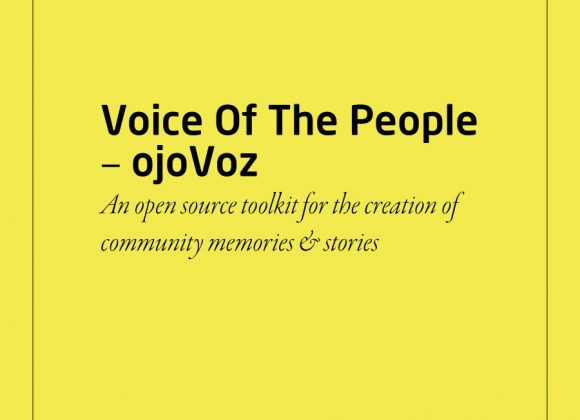 Voice Of The People
– ojoVoz
An open source toolkit for the creation of
community memories & stories